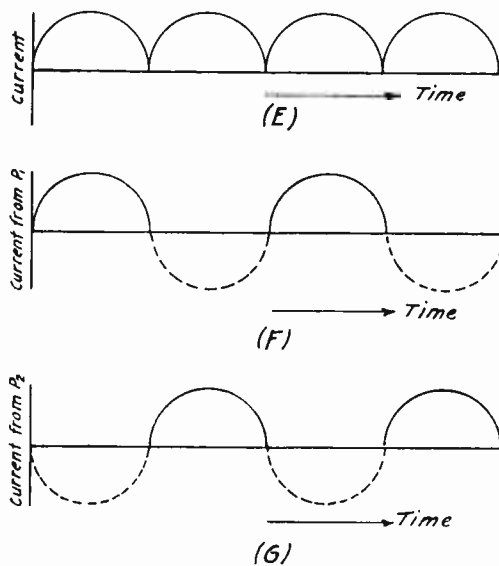 Current
Time
(E)
Current from P1
Time
(F)
Current from P2
Time
(G)